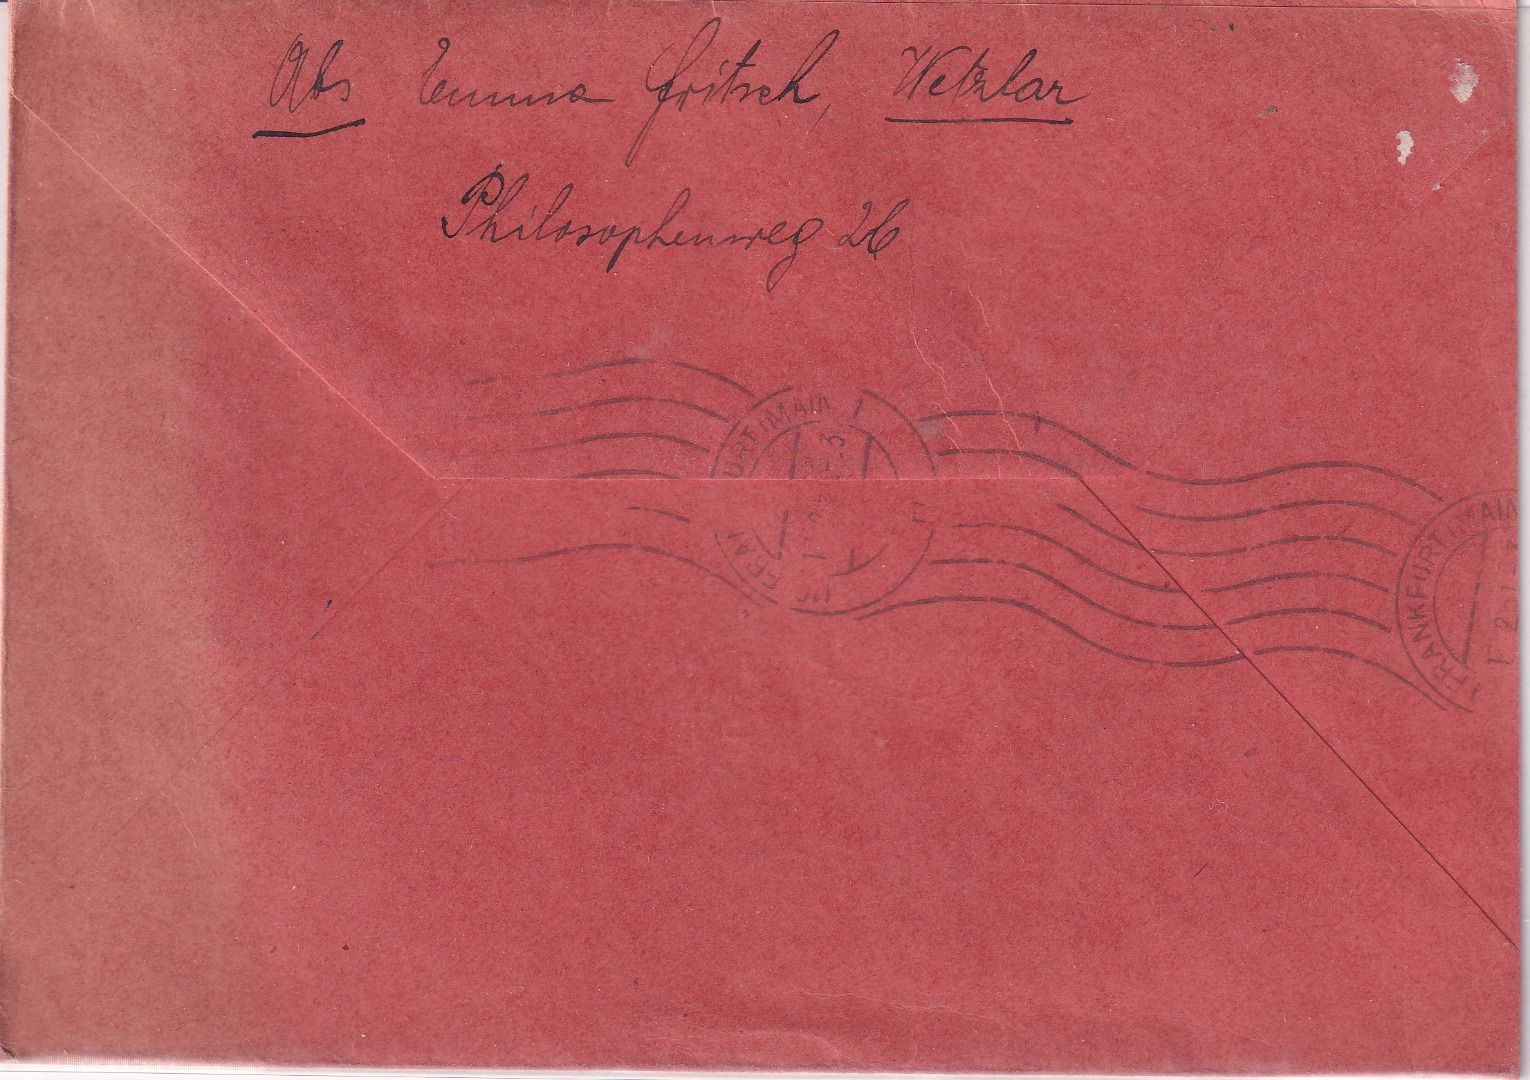 Abs Emma Fritsch, Wetzlar
Philosophenweg 26
FRANKFURT (MAIN
FRANKFURT (MAIN